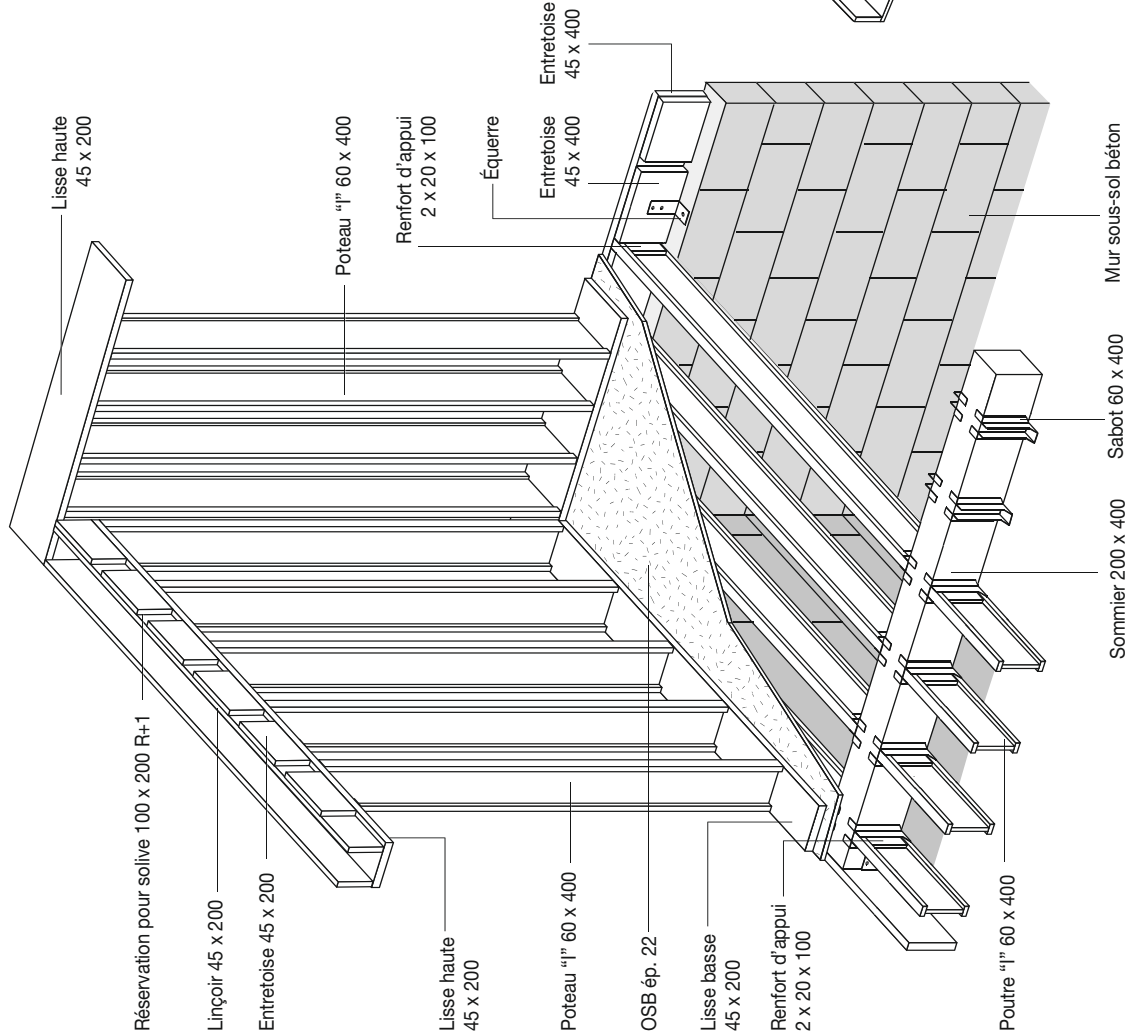 Lisse haute
45 x 200
Poteau "I" 60 x 400
Renfort d'appui
2 x 20 x 100
Équerre
Entretoise
45 x 400
Entretoise
45 x 400
Réservation pour solive 100 x 200 R+1
Linçoir 45 x 200
Entretoise 45 x 200
Lisse haute
45 x 200
Poteau "I" 60 x 400
OSB ép. 22
Lisse basse
45 x 200
Renfort d'appui
2 x 20 x 100
Poutre "I" 60 x 400
Sommier 200 x 400
Sabot 60 x 400
Mur sous-sol béton